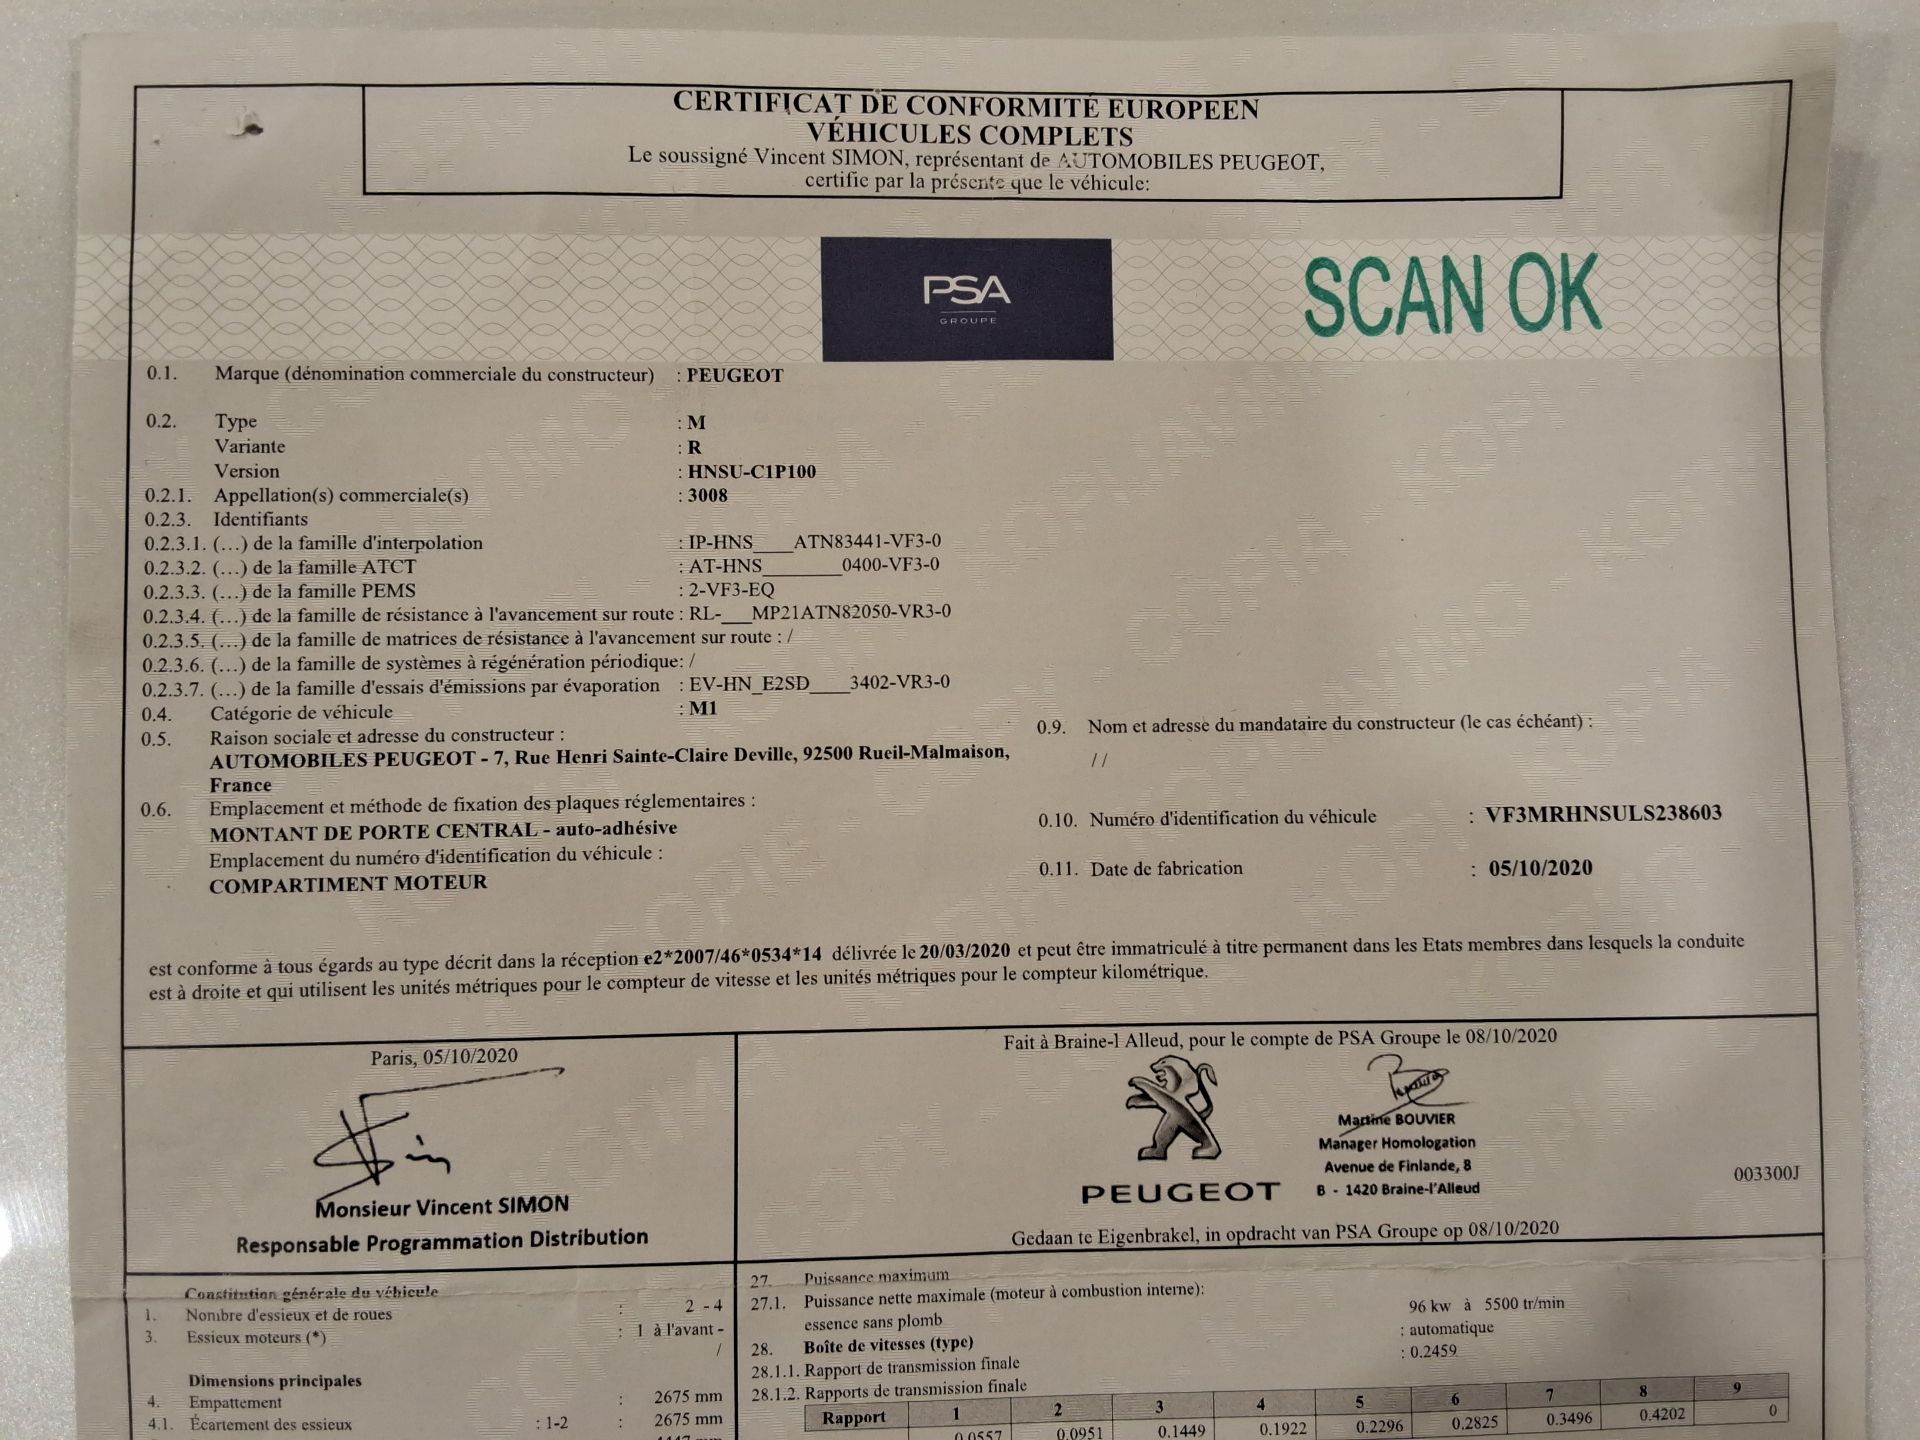 CERTIFICAT DE CONFORMITÉ EUROPEEN
VÉHICULES COMPLETS
Le soussigné Vincent SIMON, représentant de AUTOMOBILES PEUGEOT,
certifie par la présente que le véhicule:
PSA
GROUPE
SCAN OK
0.1. Marque (dénomination commerciale du constructeur) : PEUGEOT
0.2. Type : M
Variante : R
Version : HNSU-C1P100
0.2.1. Appellation(s) commerciale(s) : 3008
0.2.3. Identifiants
0.2.3.1. (...) de la famille d'interpolation : IP-HNS____ATN83441-VF3-0
0.2.3.2. (...) de la famille ATCT : AT-HNS________0400-VF3-0
0.2.3.3. (...) de la famille PEMS : 2-VF3-EQ
0.2.3.4. (...) de la famille de résistance à l'avancement sur route : RL-___MP21ATN82050-VR3-0
0.2.3.5. (...) de la famille de matrices de résistance à l'avancement sur route : /
0.2.3.6. (...) de la famille de systèmes à régénération périodique: /
0.2.3.7. (...) de la famille d'essais d'émissions par évaporation : EV-HN_E2SD____3402-VR3-0
0.4. Catégorie de véhicule : M1
0.5. Raison sociale et adresse du constructeur :
AUTOMOBILES PEUGEOT - 7, Rue Henri Sainte-Claire Deville, 92500 Rueil-Malmaison,
France
0.6. Emplacement et méthode de fixation des plaques réglementaires :
MONTANT DE PORTE CENTRAL - auto-adhésive
Emplacement du numéro d'identification du véhicule :
COMPARTIMENT MOTEUR
0.9. Nom et adresse du mandataire du constructeur (le cas échéant) :
/ /
0.10. Numéro d'identification du véhicule : VF3MRHNSULS238603
0.11. Date de fabrication : 05/10/2020
est conforme à tous égards au type décrit dans la réception e2*2007/46*0534*14 délivrée le 20/03/2020 et peut être immatriculé à titre permanent dans les Etats membres dans lesquels la conduite
est à droite et qui utilisent les unités métriques pour le compteur de vitesse et les unités métriques pour le compteur kilométrique.
Paris, 05/10/2020
Monsieur Vincent SIMON
Responsable Programmation Distribution
Fait à Braine-l Alleud, pour le compte de PSA Groupe le 08/10/2020
PEUGEOT
Martine BOUVIER
Manager Homologation
Avenue de Finlande, 8
B - 1420 Braine-l'Alleud
003300J
Gedaan te Eigenbrakel, in opdracht van PSA Groupe op 08/10/2020
Constitution générale du véhicule
1. Nombre d'essieux et de roues : 2 - 4
3. Essieux moteurs (*) : 1 à l'avant -
/
Dimensions principales
4. Empattement : 2675 mm
4.1. Écartement des essieux : 1-2 : 2675 mm
27. Puissance maximum
27.1. Puissance nette maximale (moteur à combustion interne):
essence sans plomb 96 kw à 5500 tr/min
28. Boîte de vitesses (type) : automatique
28.1.1. Rapport de transmission finale : 0.2459
28.1.2. Rapports de transmission finale
Rapport 1 2 3 4 5 6 7 8 9
0.0557 0.0951 0.1449 0.1922 0.2296 0.2825 0.3496 0.4202 0